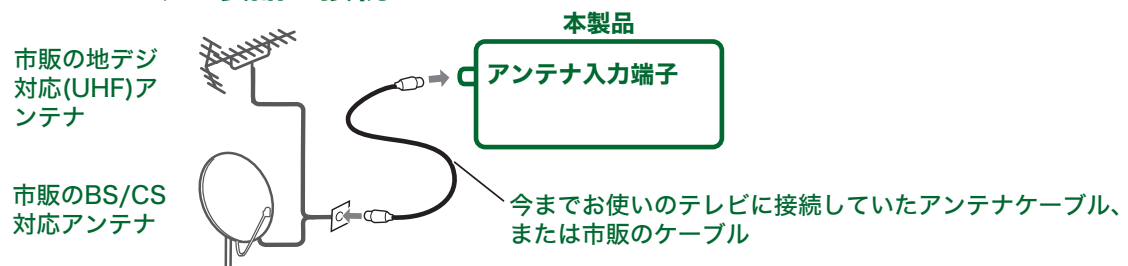 本製品
市販の地デジ
対応(UHF)ア
ンテナ
アンテナ入力端子
市販のBS/CS
対応アンテナ
今までお使いのテレビに接続していたアンテナケーブル、
または市販のケーブル